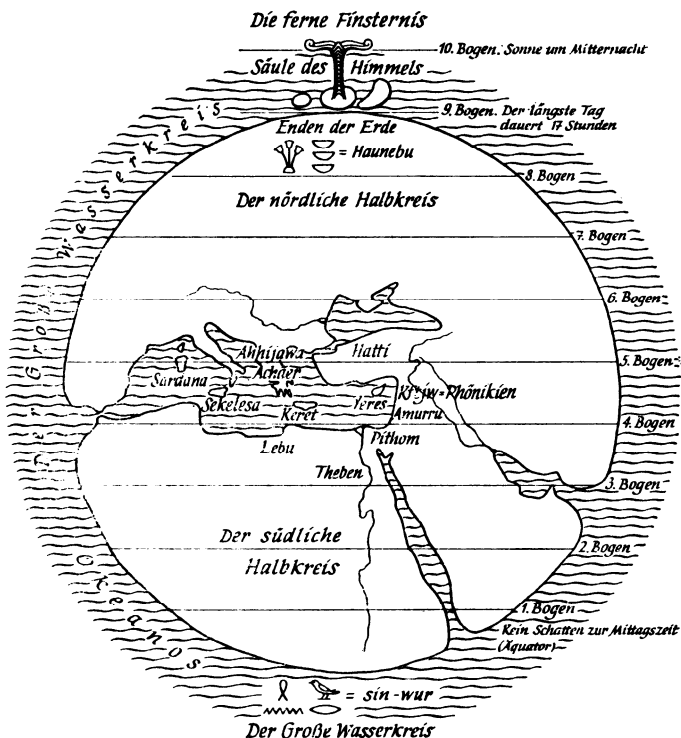 Die ferne Finsternis
10. Bogen. Sonne um Mitternacht
Säule des Himmels
9. Bogen. Der längste Tag
dauert 17 Stunden
Enden der Erde
= Haunebu
8. Bogen
Der nördliche Halbkreis
7. Bogen
6. Bogen
Ahhijawa
Hatti
5. Bogen
Achäer
Sardana
Sekelesa
Keret
Yeres
= Phönikien
Amurru
4. Bogen
Lebu
Pithom
Theben
3. Bogen
Der südliche
Halbkreis
2. Bogen
1. Bogen
Kein Schatten zur Mittagszeit
(Äquator)
Der Große Wasserkreis
Okeanos
= sin-wur
Der Große Wasserkreis